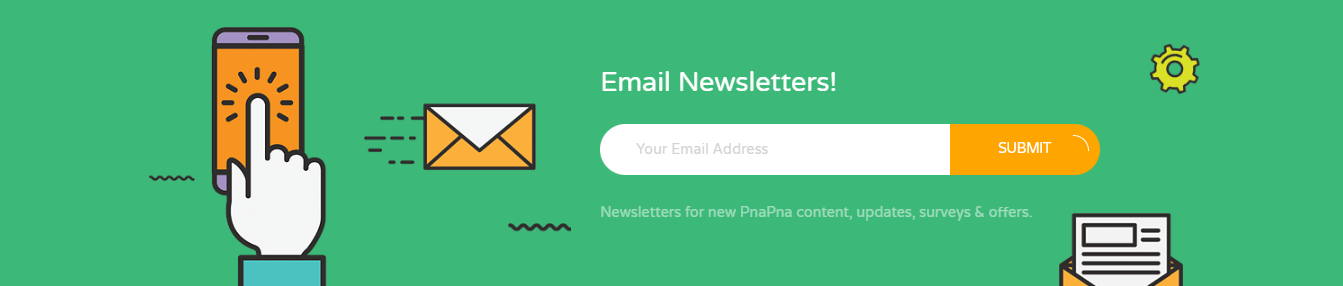 Email Newsletters!
Your Email Address
SUBMIT
Newsletters for new PnaPna content, updates, surveys & offers.